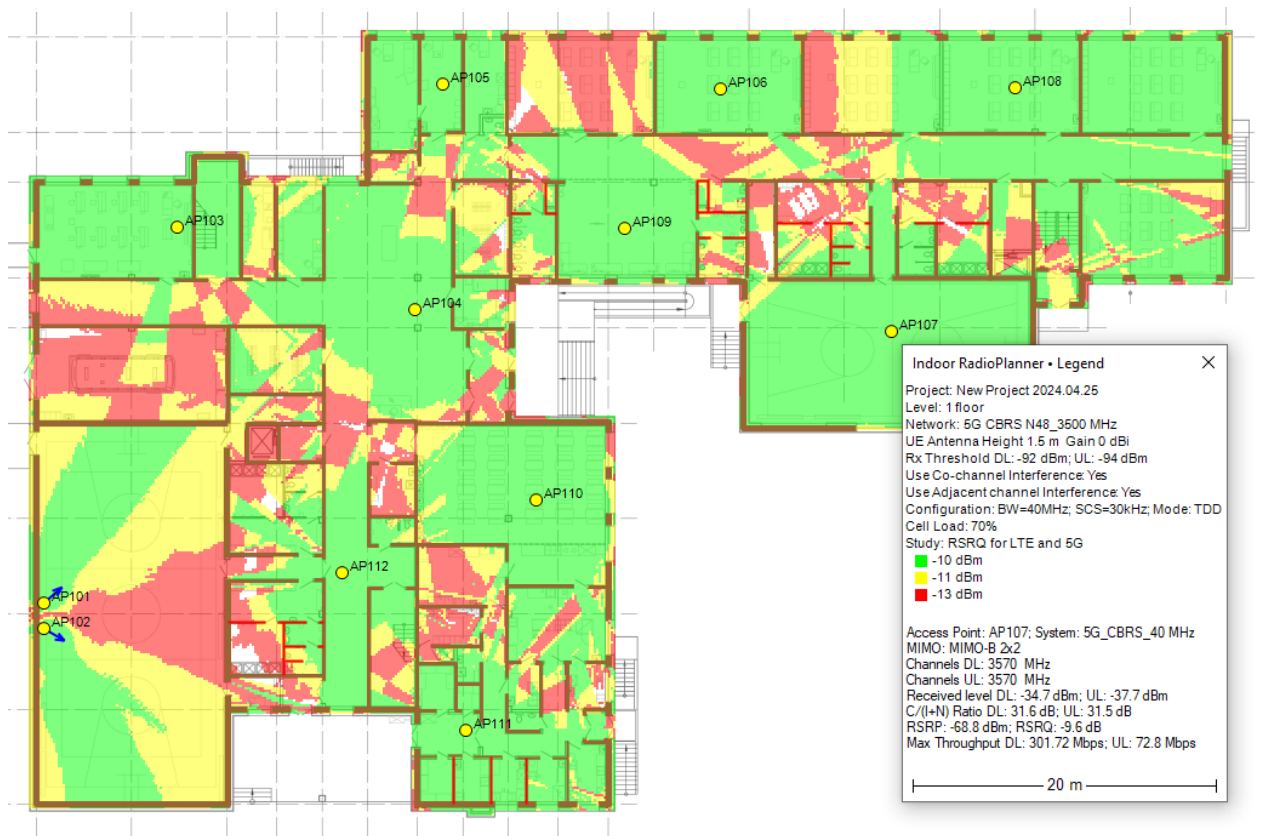 AP105
AP106
AP108
AP103
AP109
AP104
AP107
AP110
AP112
AP101
AP102
AP111
Indoor RadioPlanner • Legend
Project: New Project 2024.04.25
Level: 1 floor
Network: 5G CBRS N48_3500 MHz
UE Antenna Height 1.5 m Gain 0 dBi
Rx Threshold DL: -92 dBm; UL: -94 dBm
Use Co-channel Interference: Yes
Use Adjacent channel Interference: Yes
Configuration: BW=40MHz; SCS=30kHz; Mode: TDD
Cell Load: 70%
Study: RSRQ for LTE and 5G
-10 dBm
-11 dBm
-13 dBm
Access Point: AP107; System: 5G_CBRS_40 MHz
MIMO: MIMO-B 2x2
Channels DL: 3570 MHz
Channels UL: 3570 MHz
Received level DL: -34.7 dBm; UL: -37.7 dBm
C/(I+N) Ratio DL: 31.6 dB; UL: 31.5 dB
RSRP: -68.8 dBm; RSRQ: -9.6 dB
Max Throughput DL: 301.72 Mbps; UL: 72.8 Mbps
20 m